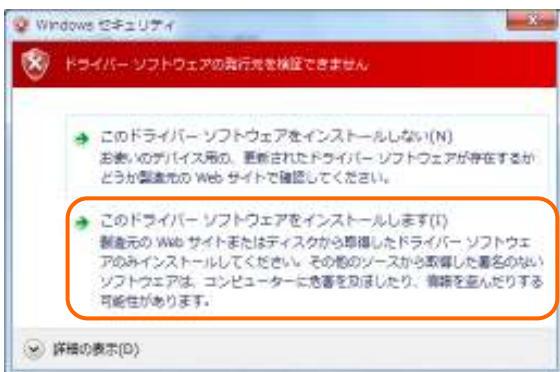 Windows セキュリティ
ドライバー ソフトウェアの発行元を検証できません
このドライバー ソフトウェアをインストールしない(N)
お使いのデバイス用の、更新されたドライバー ソフトウェアが存在するか
どうか製造元の Web サイトで確認してください。
このドライバー ソフトウェアをインストールします(I)
製造元の Web サイトまたはディスクから取得したドライバー ソフトウェ
アのみインストールしてください。その他のソースから取得した署名のない
ソフトウェアは、コンピューターに危害を及ぼしたり、情報を盗んだりする
可能性があります。
詳細の表示(D)